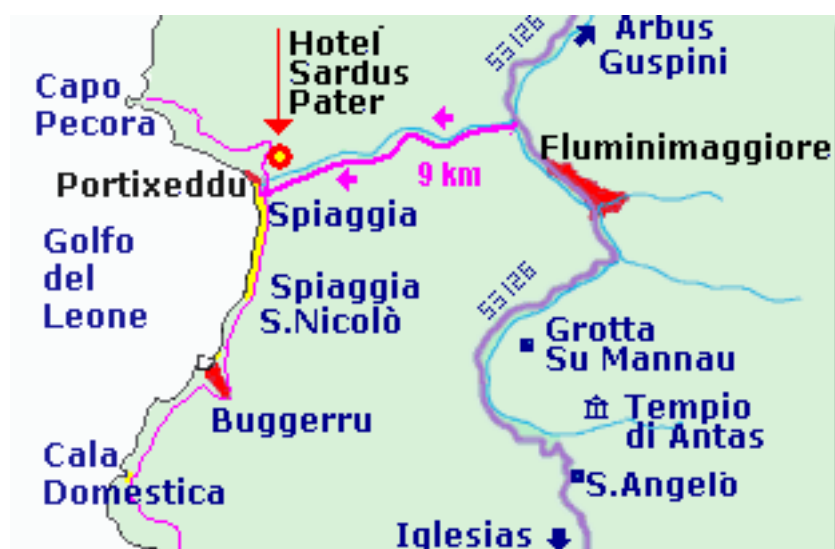 Hotel
Sardus
Pater
SS126
Arbus
Guspini
Capo
Pecora
Fluminimaggiore
9 km
Portixeddu
Spiaggia
Golfo
del
Leone
Spiaggia
S.Nicolò
SS126
Grotta
Su Mannau
Buggerru
Tempio
di Antas
Cala
Domestica
S.Angelo
Iglesias